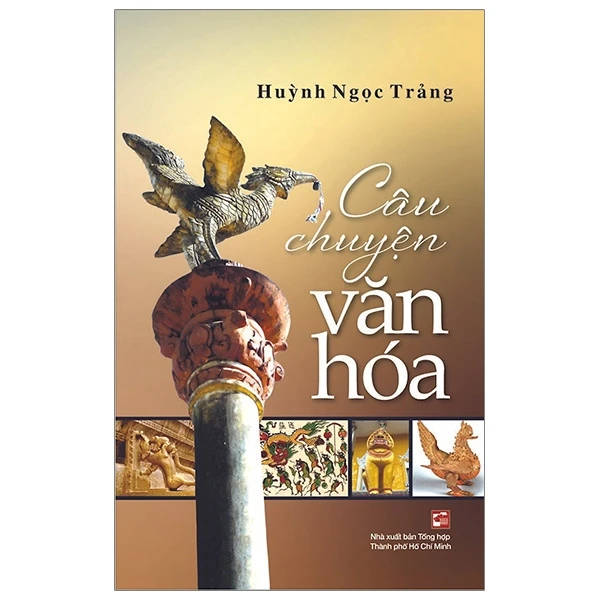 Huỳnh Ngọc Trảng
Câu
chuyện
văn
hóa
Nhà xuất bản Tổng hợp
Thành phố Hồ Chí Minh